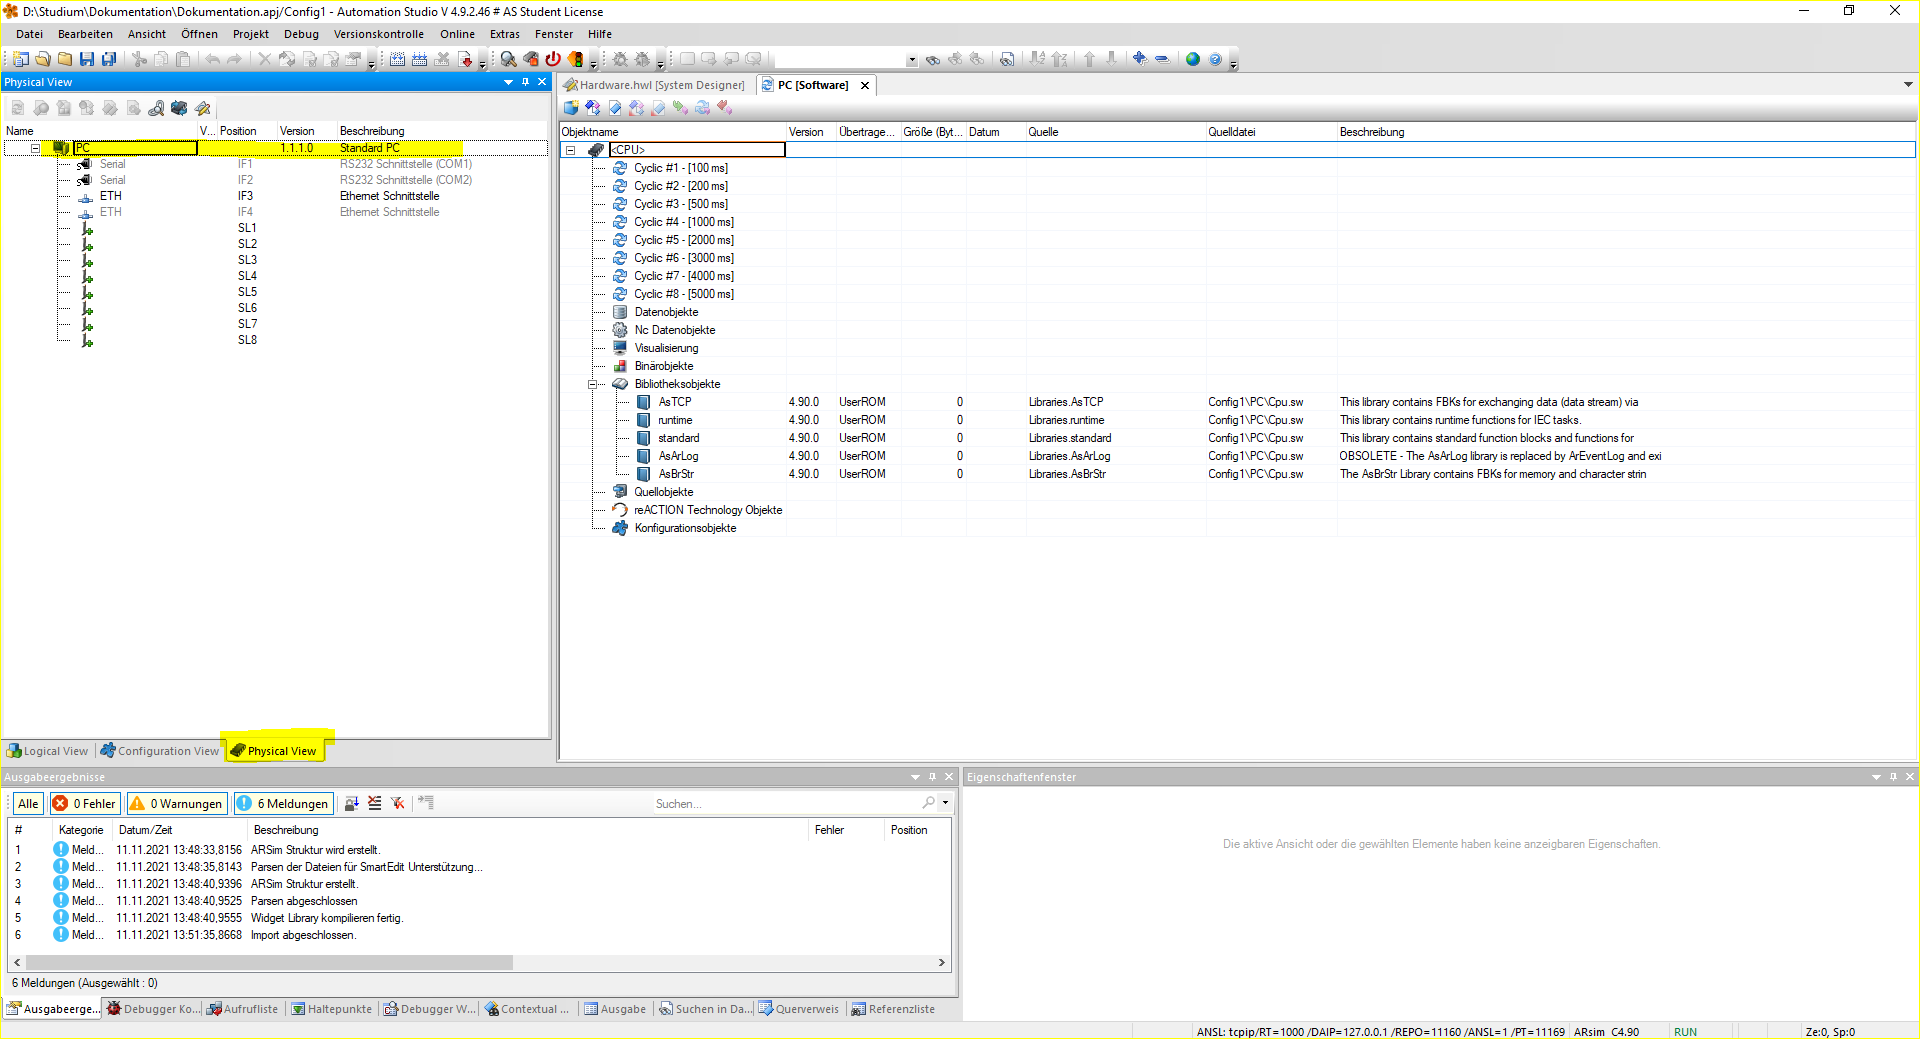 D:\Studium\Dokumentation\Dokumentation.apj/Config1 - Automation Studio V 4.9.2.46 # AS Student License
Datei Bearbeiten Ansicht Öffnen Projekt Debug Versionskontrolle Online Extras Fenster Hilfe
Physical View
Name V... Position Version Beschreibung
PC 1.1.1.0 Standard PC
Serial IF1 RS232 Schnittstelle (COM1)
Serial IF2 RS232 Schnittstelle (COM2)
ETH IF3 Ethernet Schnittstelle
ETH IF4 Ethernet Schnittstelle
SL1
SL2
SL3
SL4
SL5
SL6
SL7
SL8
Logical View Configuration View Physical View
Hardware.hwl [System Designer] PC [Software]
Objektname Version Übertrage... Größe (Byt... Datum Quelle Quelldatei Beschreibung
<CPU>
Cyclic #1 - [100 ms]
Cyclic #2 - [200 ms]
Cyclic #3 - [500 ms]
Cyclic #4 - [1000 ms]
Cyclic #5 - [2000 ms]
Cyclic #6 - [3000 ms]
Cyclic #7 - [4000 ms]
Cyclic #8 - [5000 ms]
Datenobjekte
Nc Datenobjekte
Visualisierung
Binärobjekte
Bibliotheksobjekte
AsTCP 4.90.0 UserROM 0 Libraries.AsTCP Config1\PC\Cpu.sw This library contains FBKs for exchanging data (data stream) via
runtime 4.90.0 UserROM 0 Libraries.runtime Config1\PC\Cpu.sw This library contains runtime functions for IEC tasks.
standard 4.90.0 UserROM 0 Libraries.standard Config1\PC\Cpu.sw This library contains standard function blocks and functions for
AsArLog 4.90.0 UserROM 0 Libraries.AsArLog Config1\PC\Cpu.sw OBSOLETE - The AsArLog library is replaced by ArEventLog and exi
AsBrStr 4.90.0 UserROM 0 Libraries.AsBrStr Config1\PC\Cpu.sw The AsBrStr Library contains FBKs for memory and character strin
Quellobjekte
reACTION Technology Objekte
Konfigurationsobjekte
Ausgabeergebnisse
Alle 0 Fehler 0 Warnungen 6 Meldungen Suchen...
# Kategorie Datum/Zeit Beschreibung Fehler Position
1 Meld... 11.11.2021 13:48:33,8156 ARSim Struktur wird erstellt.
2 Meld... 11.11.2021 13:48:35,8143 Parsen der Dateien für SmartEdit Unterstützung...
3 Meld... 11.11.2021 13:48:40,9396 ARSim Struktur erstellt.
4 Meld... 11.11.2021 13:48:40,9525 Parsen abgeschlossen
5 Meld... 11.11.2021 13:48:40,9555 Widget Library kompilieren fertig.
6 Meld... 11.11.2021 13:51:35,8668 Import abgeschlossen.
6 Meldungen (Ausgewählt : 0)
Ausgabeerge... Debugger Ko... Aufrufliste Haltepunkte Debugger W... Contextual ... Ausgabe Suchen in Da... Querverweis Referenzliste
Eigenschaftenfenster
Die aktive Ansicht oder die gewählten Elemente haben keine anzeigbaren Eigenschaften.
ANSL: tcpip/RT=1000 /DAIP=127.0.0.1 /REPO=11160 /ANSL=1 /PT=11169 ARsim C4.90 RUN Ze:0, Sp:0